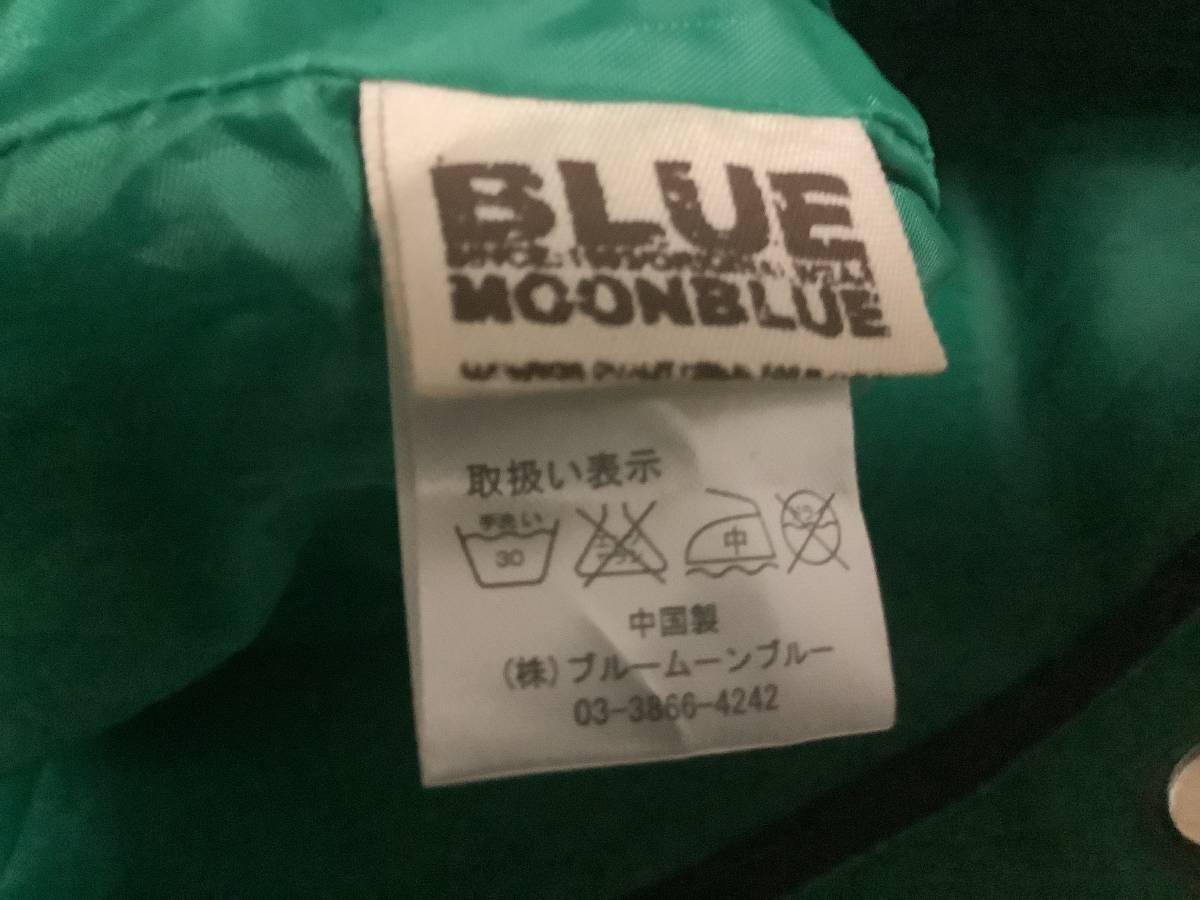 BLUE
MOONBLUE
取扱い表示
手洗い
30
中
中国製
(株)ブルームーンブルー
03-3866-4242